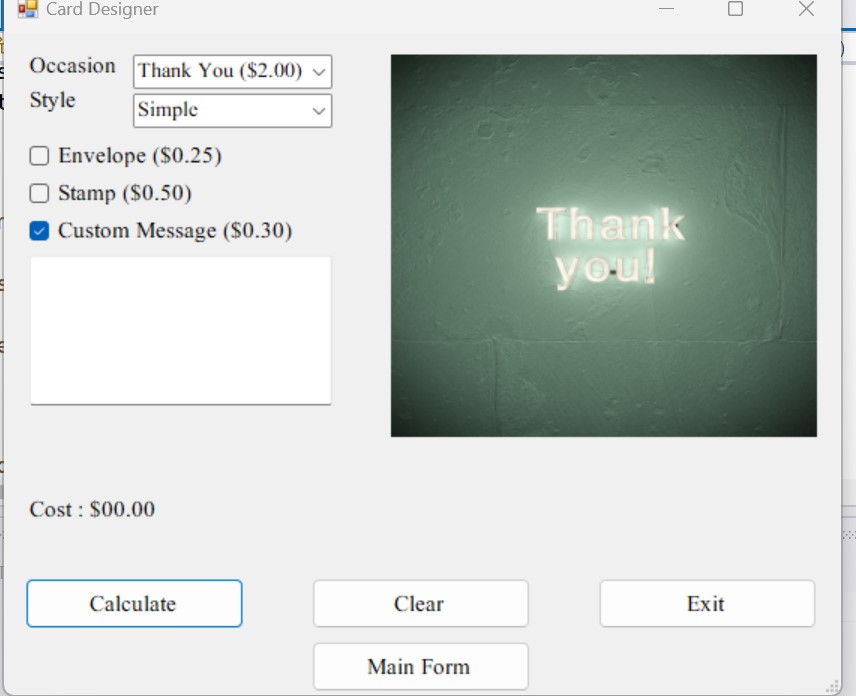 Card Designer
Occasion
Thank You ($2.00)
Style
Simple
Envelope ($0.25)
Stamp ($0.50)
Custom Message ($0.30)
Thank
you!
Cost : $00.00
Calculate
Clear
Exit
Main Form